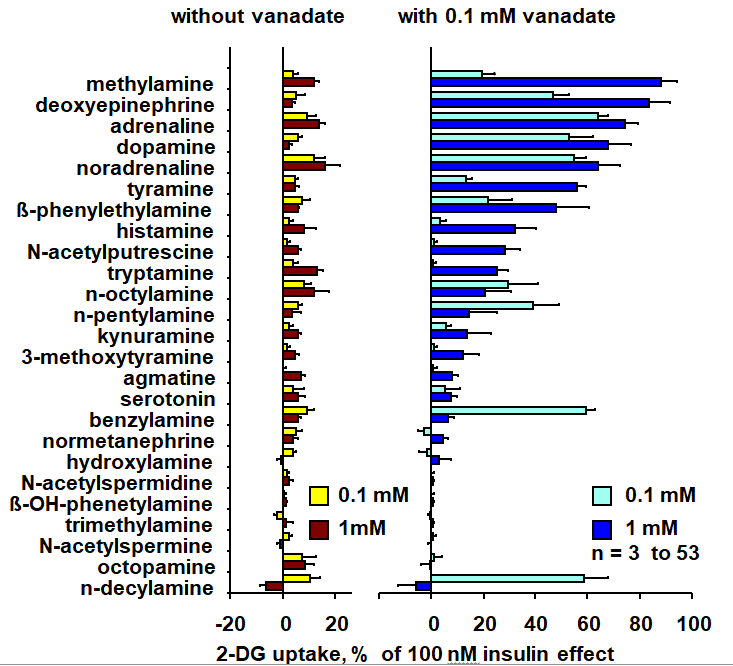 without vanadate
with 0.1 mM vanadate
methylamine
deoxyepinephrine
adrenaline
dopamine
noradrenaline
tyramine
ß-phenylethylamine
histamine
N-acetylputrescine
tryptamine
n-octylamine
n-pentylamine
kynuramine
3-methoxytyramine
agmatine
serotonin
benzylamine
normetanephrine
hydroxylamine
N-acetylspermidine
ß-OH-phenetylamine
trimethylamine
N-acetylspermine
octopamine
n-decylamine
0.1 mM
1mM
0.1 mM
1 mM
n = 3 to 53
-20 0 20
0 20 40 60 80 100
2-DG uptake, % of 100 nM insulin effect